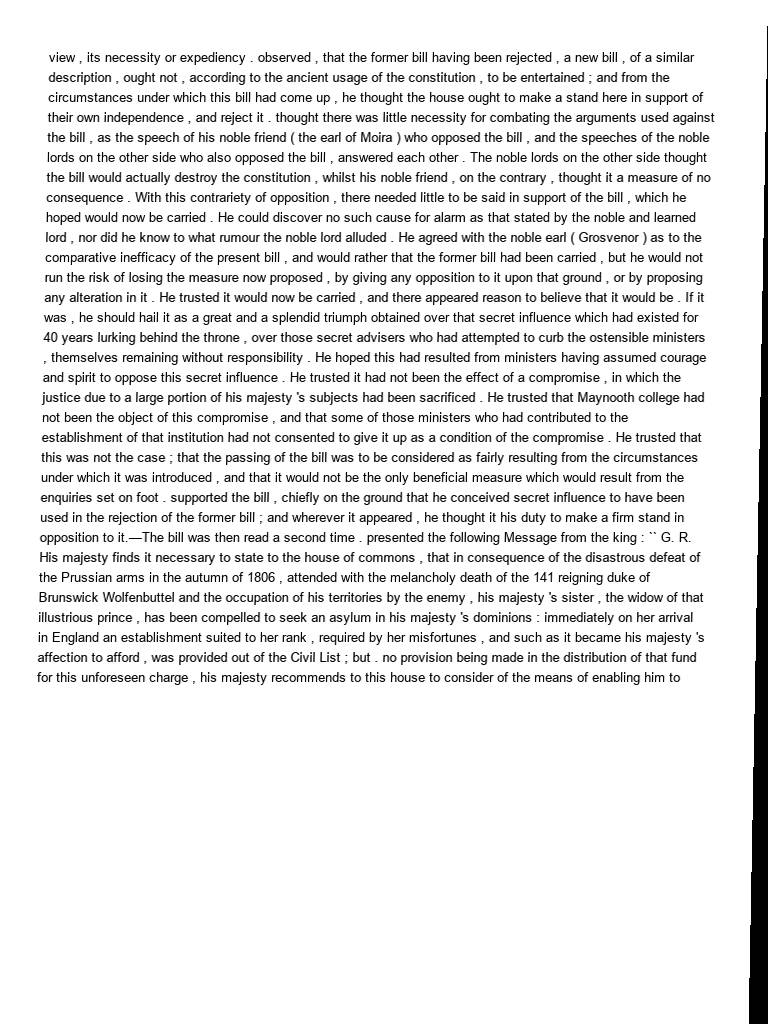 view , its necessity or expediency . observed , that the former bill having been rejected , a new bill , of a similar
description , ought not , according to the ancient usage of the constitution , to be entertained ; and from the
circumstances under which this bill had come up , he thought the house ought to make a stand here in support of
their own independence , and reject it . thought there was little necessity for combating the arguments used against
the bill , as the speech of his noble friend ( the earl of Moira ) who opposed the bill , and the speeches of the noble
lords on the other side who also opposed the bill , answered each other . The noble lords on the other side thought
the bill would actually destroy the constitution , whilst his noble friend , on the contrary , thought it a measure of no
consequence . With this contrariety of opposition , there needed little to be said in support of the bill , which he
hoped would now be carried . He could discover no such cause for alarm as that stated by the noble and learned
lord , nor did he know to what rumour the noble lord alluded . He agreed with the noble earl ( Grosvenor ) as to the
comparative inefficacy of the present bill , and would rather that the former bill had been carried , but he would not
run the risk of losing the measure now proposed , by giving any opposition to it upon that ground , or by proposing
any alteration in it . He trusted it would now be carried , and there appeared reason to believe that it would be . If it
was , he should hail it as a great and a splendid triumph obtained over that secret influence which had existed for
40 years lurking behind the throne , over those secret advisers who had attempted to curb the ostensible ministers
, themselves remaining without responsibility . He hoped this had resulted from ministers having assumed courage
and spirit to oppose this secret influence . He trusted it had not been the effect of a compromise , in which the
justice due to a large portion of his majesty 's subjects had been sacrificed . He trusted that Maynooth college had
not been the object of this compromise , and that some of those ministers who had contributed to the
establishment of that institution had not consented to give it up as a condition of the compromise . He trusted that
this was not the case ; that the passing of the bill was to be considered as fairly resulting from the circumstances
under which it was introduced , and that it would not be the only beneficial measure which would result from the
enquiries set on foot . supported the bill , chiefly on the ground that he conceived secret influence to have been
used in the rejection of the former bill ; and wherever it appeared , he thought it his duty to make a firm stand in
opposition to it.—The bill was then read a second time . presented the following Message from the king : `` G. R.
His majesty finds it necessary to state to the house of commons , that in consequence of the disastrous defeat of
the Prussian arms in the autumn of 1806 , attended with the melancholy death of the 141 reigning duke of
Brunswick Wolfenbuttel and the occupation of his territories by the enemy , his majesty 's sister , the widow of that
illustrious prince , has been compelled to seek an asylum in his majesty 's dominions : immediately on her arrival
in England an establishment suited to her rank , required by her misfortunes , and such as it became his majesty 's
affection to afford , was provided out of the Civil List ; but . no provision being made in the distribution of that fund
for this unforeseen charge , his majesty recommends to this house to consider of the means of enabling him to